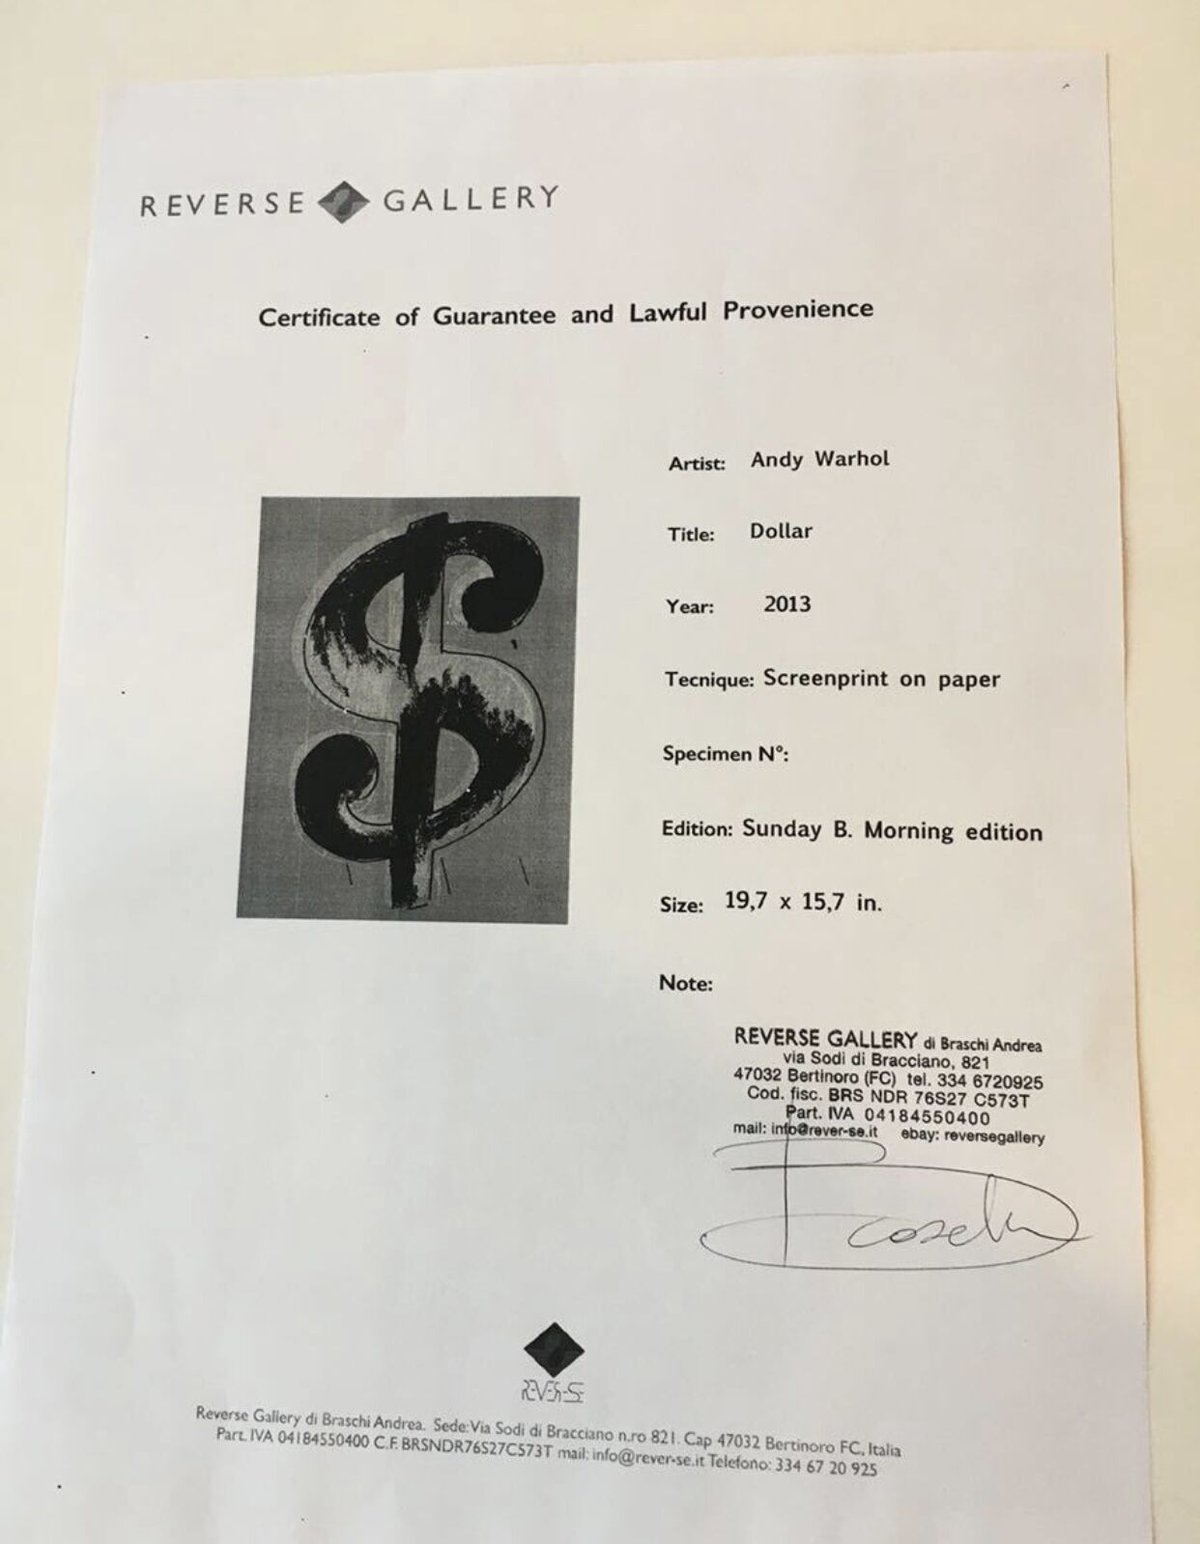 REVERSE GALLERY
Certificate of Guarantee and Lawful Provenience
Artist: Andy Warhol
Title: Dollar
Year: 2013
Tecnique: Screenprint on paper
Specimen N°:
Edition: Sunday B. Morning edition
Size: 19,7 x 15,7 in.
Note:
REVERSE GALLERY di Braschi Andrea
via Sodi di Bracciano, 821
47032 Bertinoro (FC) tel. 334 6720925
Cod. fisc. BRS NDR 76S27 C573T
Part. IVA 04184550400
mail: info@rever-se.it ebay: reversegallery
REVER-SE
Reverse Gallery di Braschi Andrea. Sede:Via Sodi di Bracciano n.ro 821. Cap 47032 Bertinoro FC, Italia
Part. IVA 04184550400 C.F. BRSNDR76S27C573T mail: info@rever-se.it Telefono: 334 67 20 925